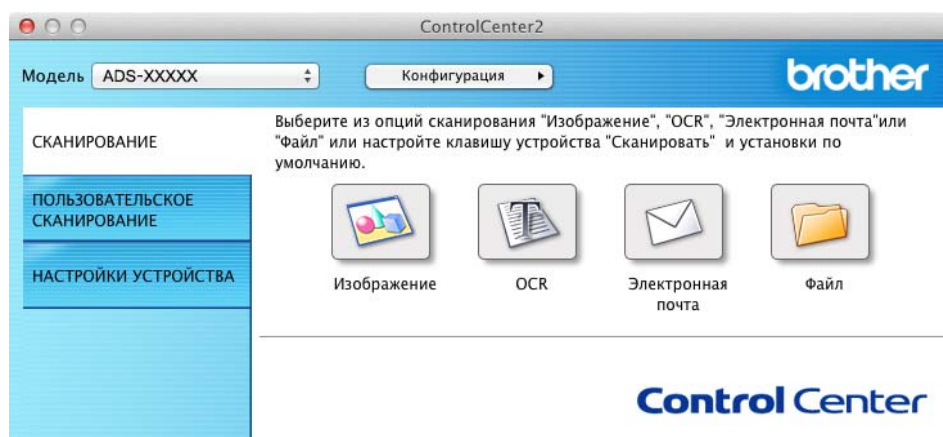 ControlCenter2
Модель ADS-XXXXX Конфигурация brother
СКАНИРОВАНИЕ
ПОЛЬЗОВАТЕЛЬСКОЕ
СКАНИРОВАНИЕ
НАСТРОЙКИ УСТРОЙСТВА
Выберите из опций сканирования "Изображение", "OCR", "Электронная почта"или
"Файл" или настройте клавишу устройства "Сканировать" и установки по
умолчанию.
Изображение
OCR
Электронная
почта
Файл
Control Center